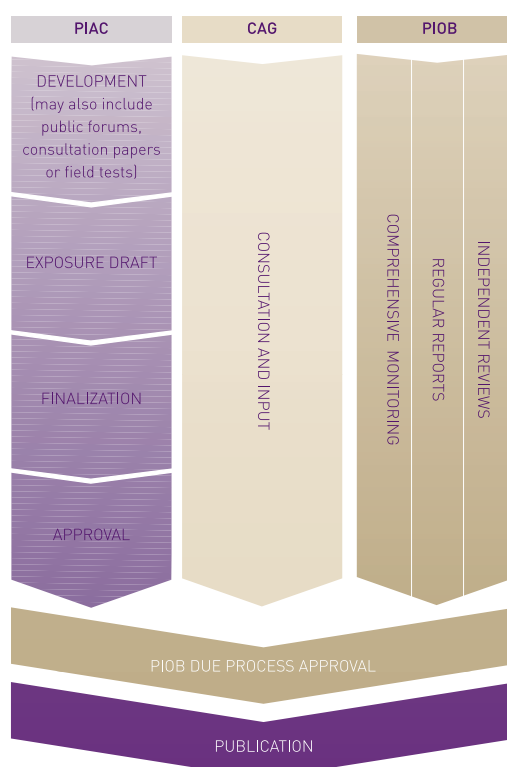 PIAC
CAG
PIOB
DEVELOPMENT
(may also include
public forums,
consultation papers
or field tests)
EXPOSURE DRAFT
FINALIZATION
APPROVAL
CONSULTATION AND INPUT
COMPREHENSIVE MONITORING
REGULAR REPORTS
INDEPENDENT REVIEWS
PIOB DUE PROCESS APPROVAL
PUBLICATION